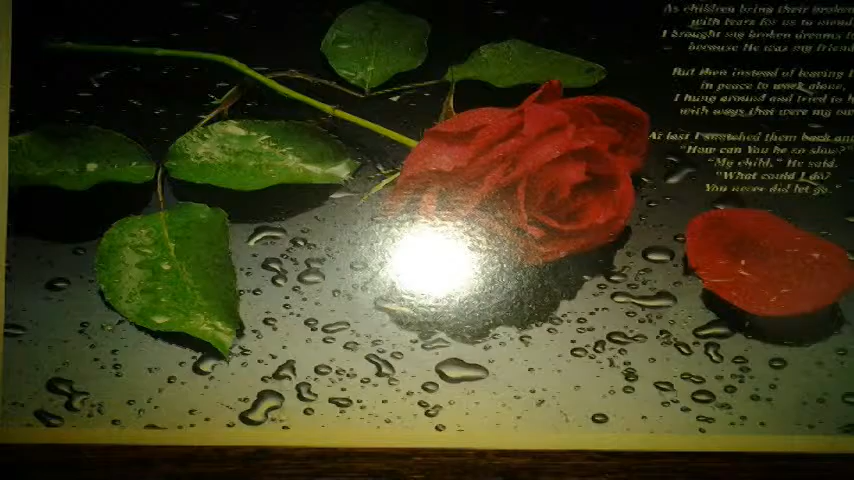 As children bring their broken
with tears for us to mend
I brought my broken dreams t
because He was my friend
But then instead of leaving
in peace to work alone,
I hung around and tried to h
with ways that were my ow
At last I snatched them back and
"How can You be so slow?"
"My child," He said,
"What could I do?
You never did let go."